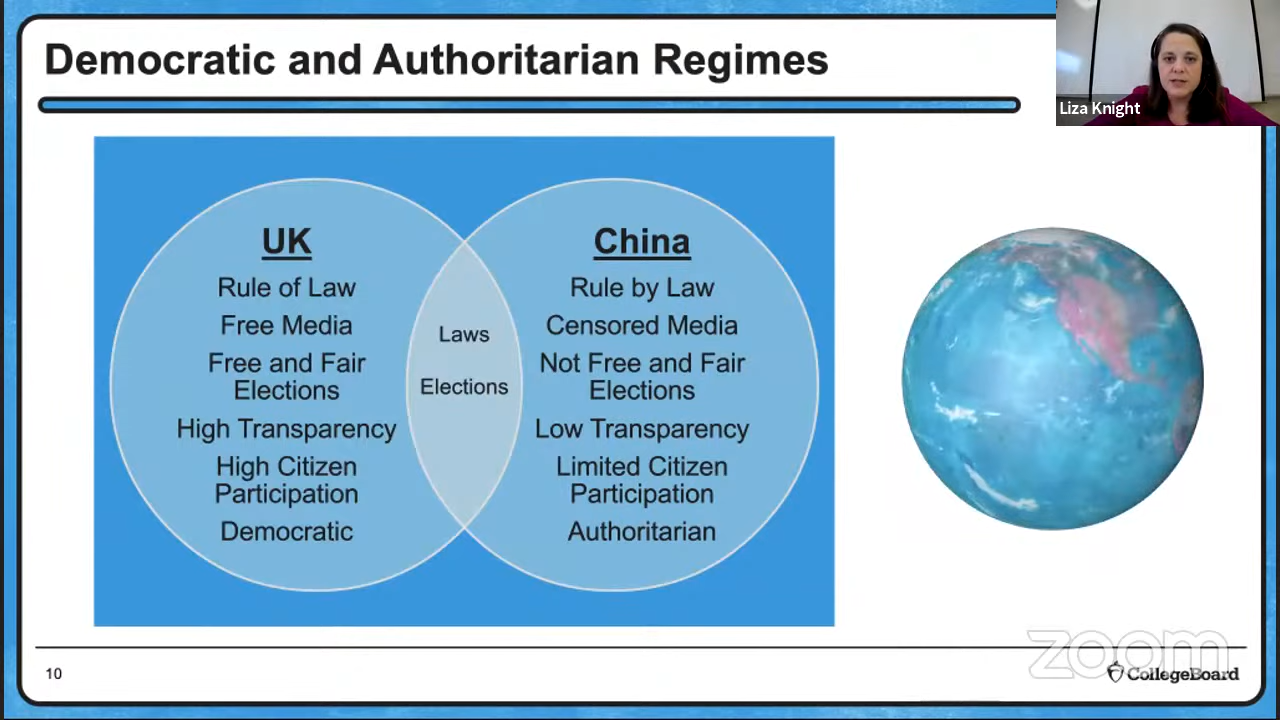 Democratic and Authoritarian Regimes
Liza Knight
UK
Rule of Law
Free Media
Free and Fair
Elections
High Transparency
High Citizen
Participation
Democratic
Laws
Elections
China
Rule by Law
Censored Media
Not Free and Fair
Elections
Low Transparency
Limited Citizen
Participation
Authoritarian
10
zoom
CollegeBoard